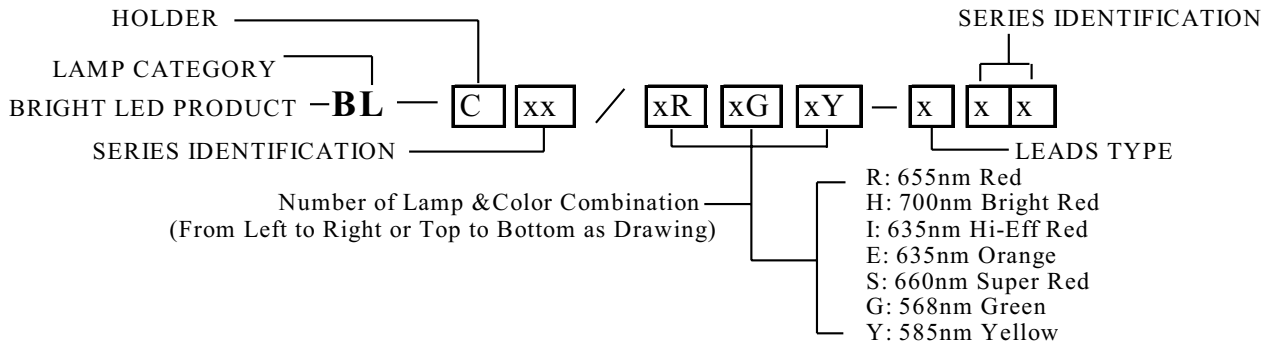 HOLDER
SERIES IDENTIFICATION
LAMP CATEGORY
BRIGHT LED PRODUCT BL C xx / xR xG xY x x x
SERIES IDENTIFICATION
LEADS TYPE
Number of Lamp &Color Combination
(From Left to Right or Top to Bottom as Drawing)
R: 655nm Red
H: 700nm Bright Red
I: 635nm Hi-Eff Red
E: 635nm Orange
S: 660nm Super Red
G: 568nm Green
Y: 585nm Yellow